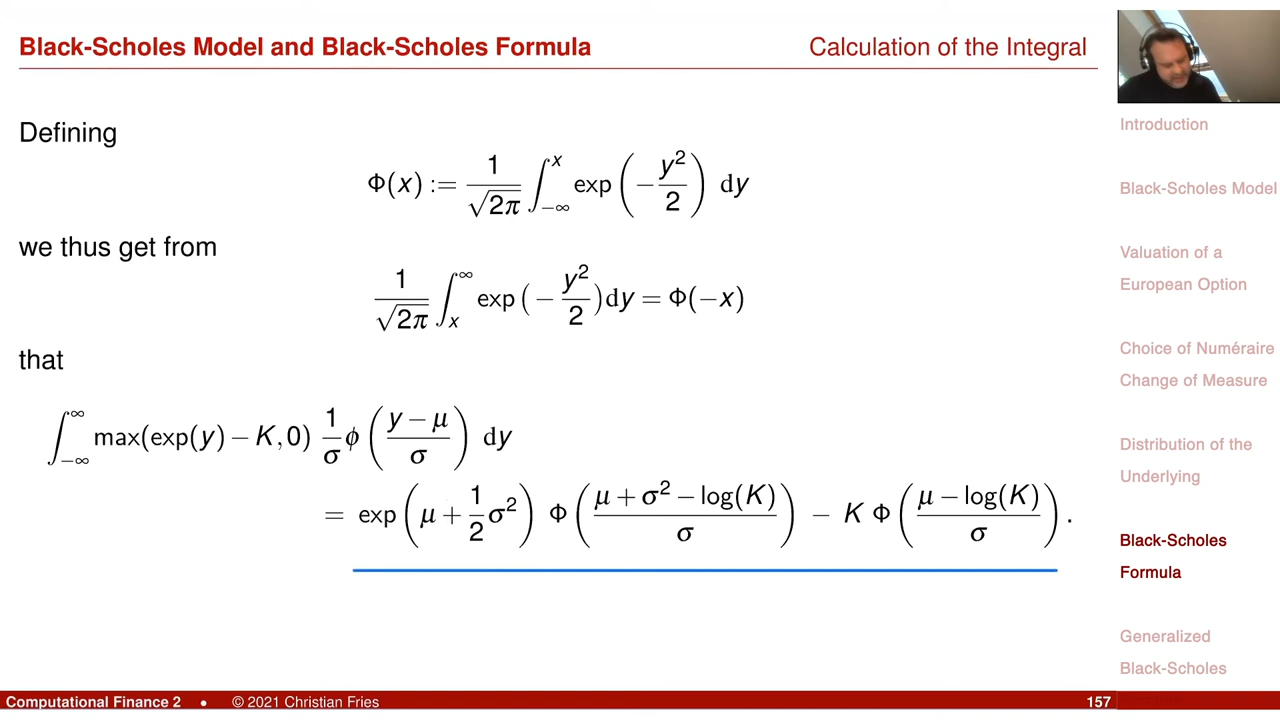 Black-Scholes Model and Black-Scholes Formula    Calculation of the Integral
Defining
Φ(x) := 1/√(2π) ∫_{−∞}^{x} exp(−y²/2) dy
we thus get from
1/√(2π) ∫_{x}^{∞} exp(−y²/2)dy = Φ(−x)
that
∫_{−∞}^{∞} max(exp(y) − K, 0) 1/σ ϕ((y − μ)/σ) dy
= exp(μ + 1/2 σ²) Φ((μ + σ² − log(K))/σ) − K Φ((μ − log(K))/σ).
Introduction
Black-Scholes Model
Valuation of a
European Option
Choice of Numéraire
Change of Measure
Distribution of the
Underlying
Black-Scholes
Formula
Generalized
Black-Scholes
Computational Finance 2 • © 2021 Christian Fries    157